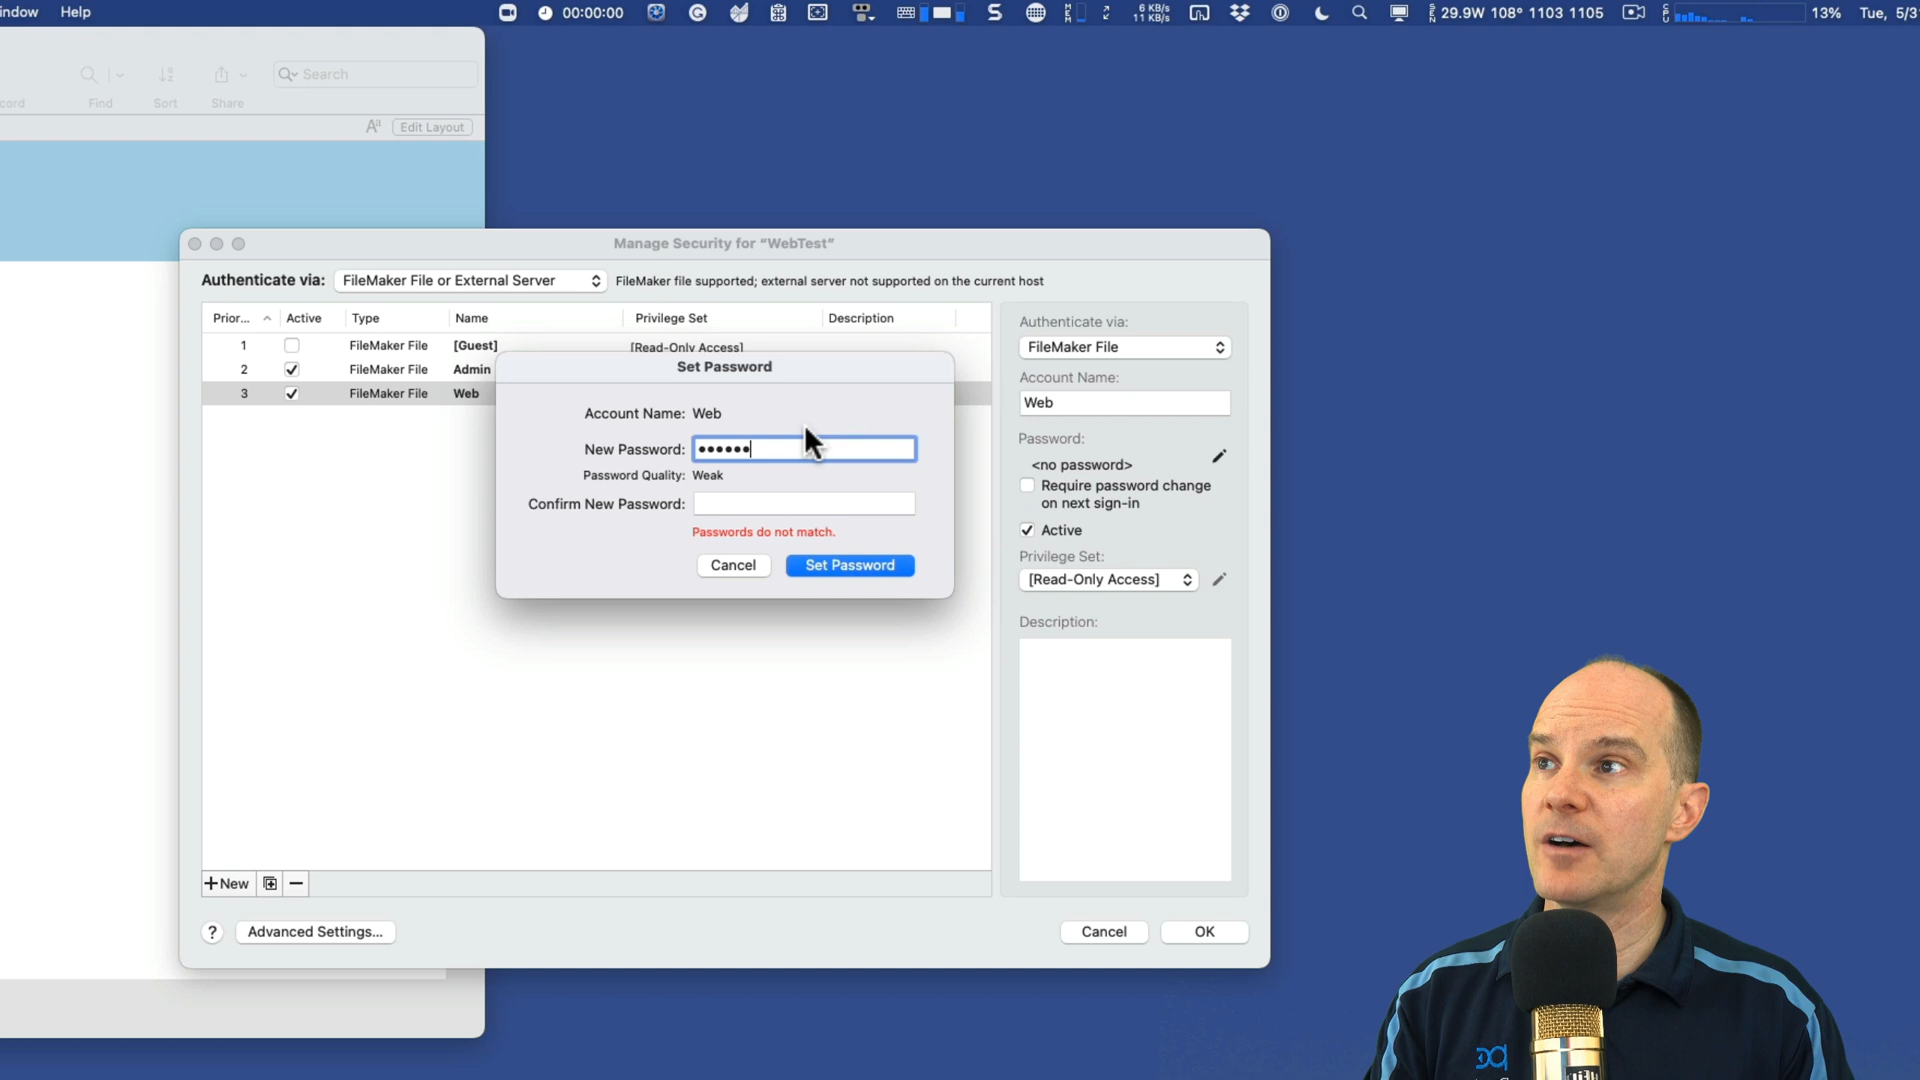 indow Help 00:00:00 6 KB/s 29.9W 108° 1103 1105 13% Tue, 5/3
11 KB/s
MEM SEN CPU
Search
cord Find Sort Share
Aa Edit Layout
Manage Security for “WebTest”
Authenticate via: FileMaker File or External Server FileMaker file supported; external server not supported on the current host
Prior... Active Type Name Privilege Set Description
1 FileMaker File [Guest] [Read-Only Access]
2 FileMaker File Admin
3 FileMaker File Web
Set Password
Account Name: Web
New Password: ••••••
Password Quality: Weak
Confirm New Password:
Passwords do not match.
Cancel Set Password
Authenticate via:
FileMaker File
Account Name:
Web
Password:
<no password>
Require password change
on next sign-in
Active
Privilege Set:
[Read-Only Access]
Description:
+New
? Advanced Settings... Cancel OK